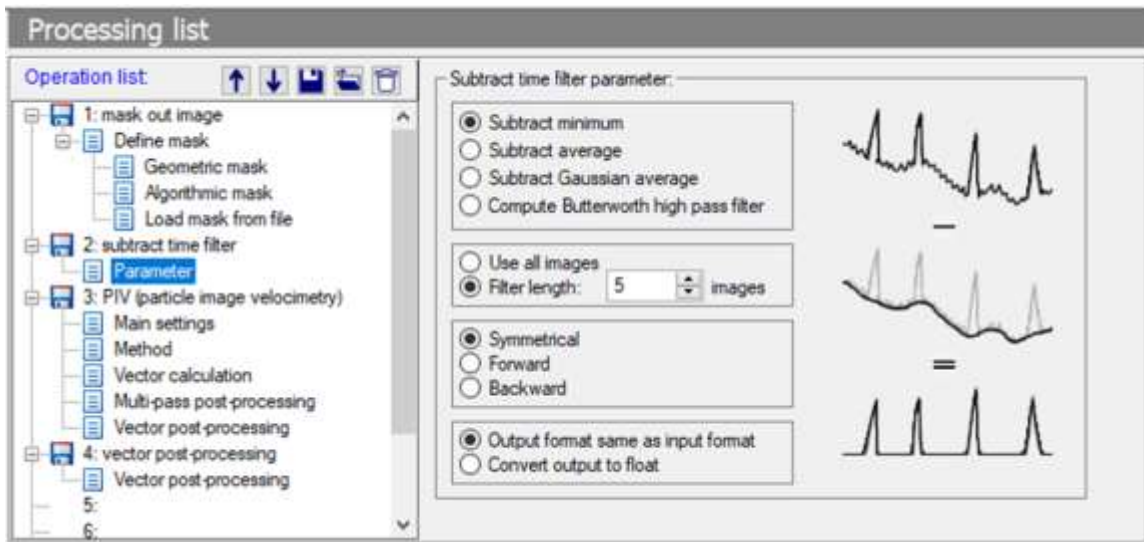 Processing list
Operation list:
1: mask out image
Define mask
Geometric mask
Algorithmic mask
Load mask from file
2: subtract time filter
Parameter
3: PIV (particle image velocimetry)
Main settings
Method
Vector calculation
Multi-pass post-processing
Vector post-processing
4: vector post-processing
Vector post-processing
5:
6:
Subtract time filter parameter:
Subtract minimum
Subtract average
Subtract Gaussian average
Compute Butterworth high pass filter
Use all images
Filter length: 5 images
Symmetrical
Forward
Backward
Output format same as input format
Convert output to float